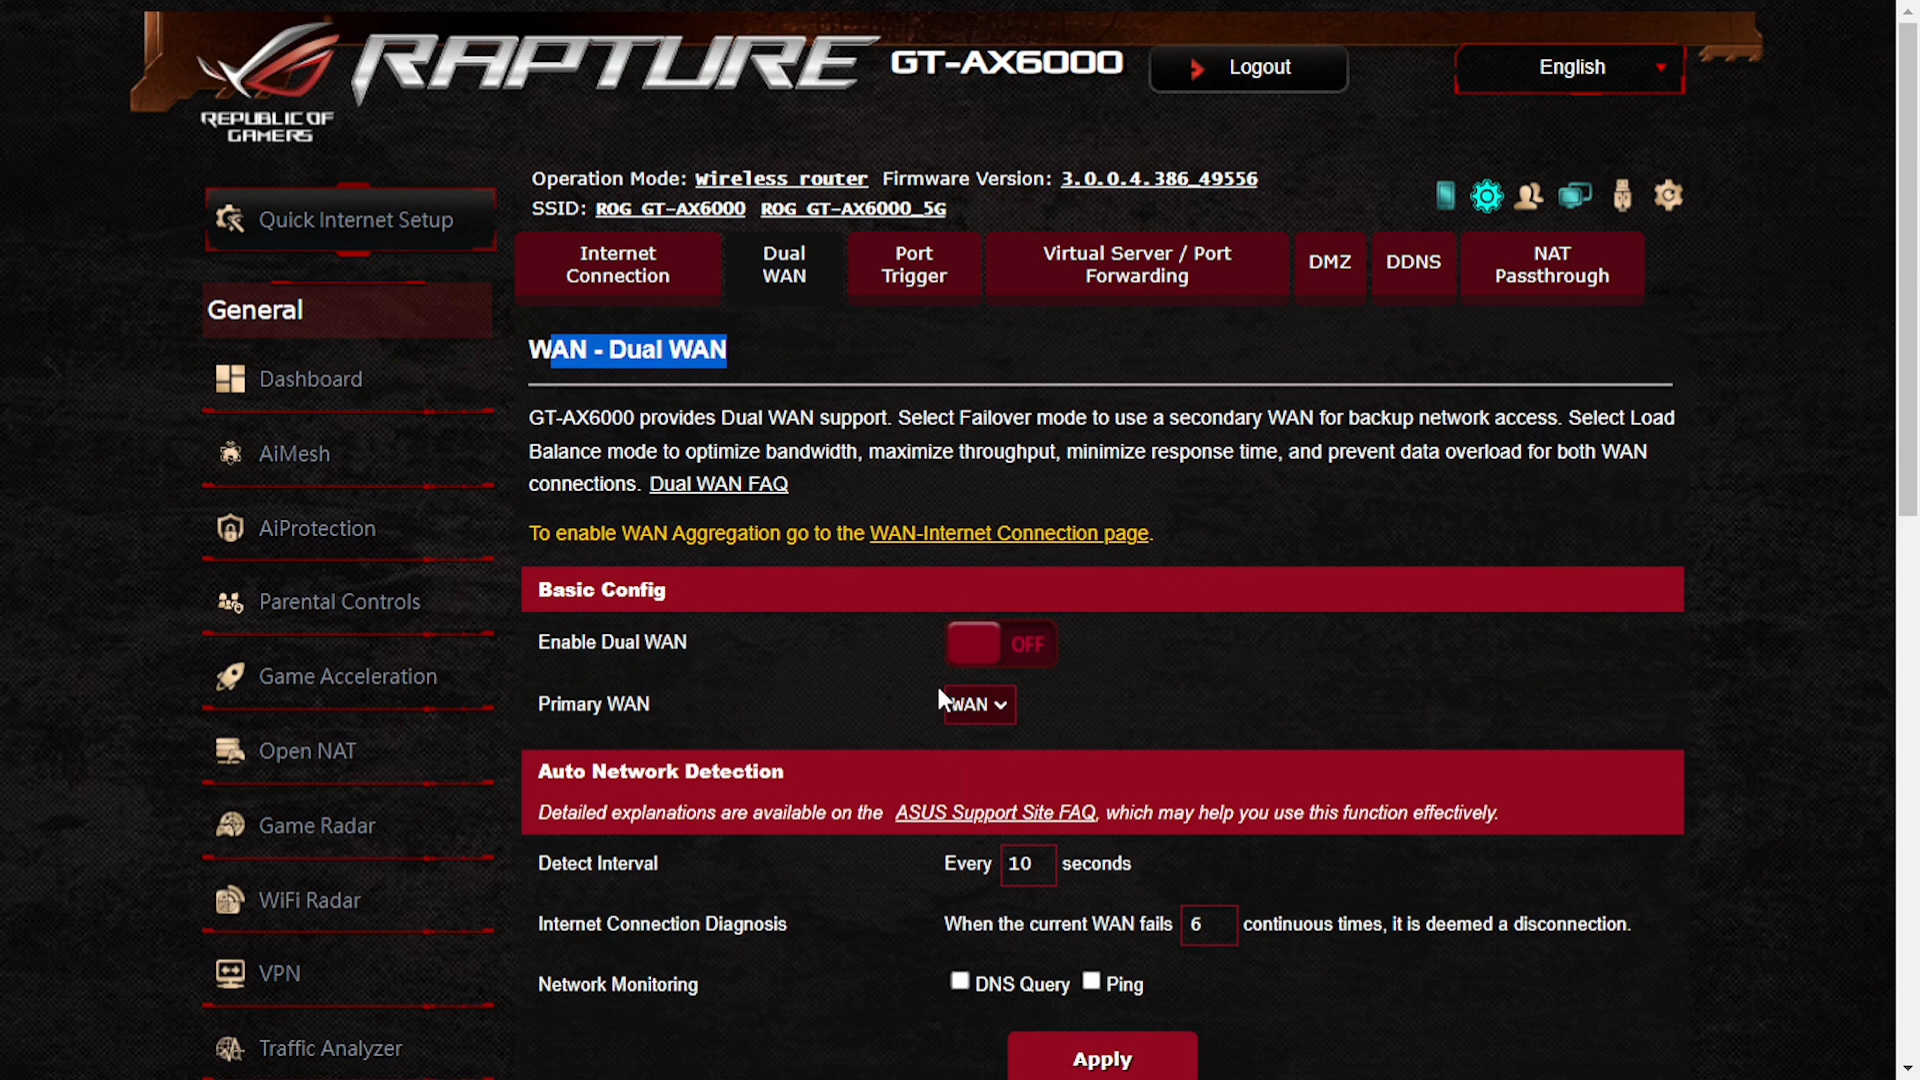 RAPTURE GT-AX6000 Logout English
REPUBLIC OF
GAMERS
Operation Mode: Wireless router Firmware Version: 3.0.0.4.386_49556
SSID: ROG GT-AX6000 ROG GT-AX6000_5G
Quick Internet Setup
General
Dashboard
AiMesh
AiProtection
Parental Controls
Game Acceleration
Open NAT
Game Radar
WiFi Radar
VPN
Traffic Analyzer
Internet
Connection
Dual
WAN
Port
Trigger
Virtual Server / Port
Forwarding
DMZ
DDNS
NAT
Passthrough
WAN - Dual WAN
GT-AX6000 provides Dual WAN support. Select Failover mode to use a secondary WAN for backup network access. Select Load
Balance mode to optimize bandwidth, maximize throughput, minimize response time, and prevent data overload for both WAN
connections. Dual WAN FAQ
To enable WAN Aggregation go to the WAN-Internet Connection page.
Basic Config
Enable Dual WAN OFF
Primary WAN WAN
Auto Network Detection
Detailed explanations are available on the ASUS Support Site FAQ, which may help you use this function effectively.
Detect Interval Every 10 seconds
Internet Connection Diagnosis When the current WAN fails 6 continuous times, it is deemed a disconnection.
Network Monitoring DNS Query Ping
Apply